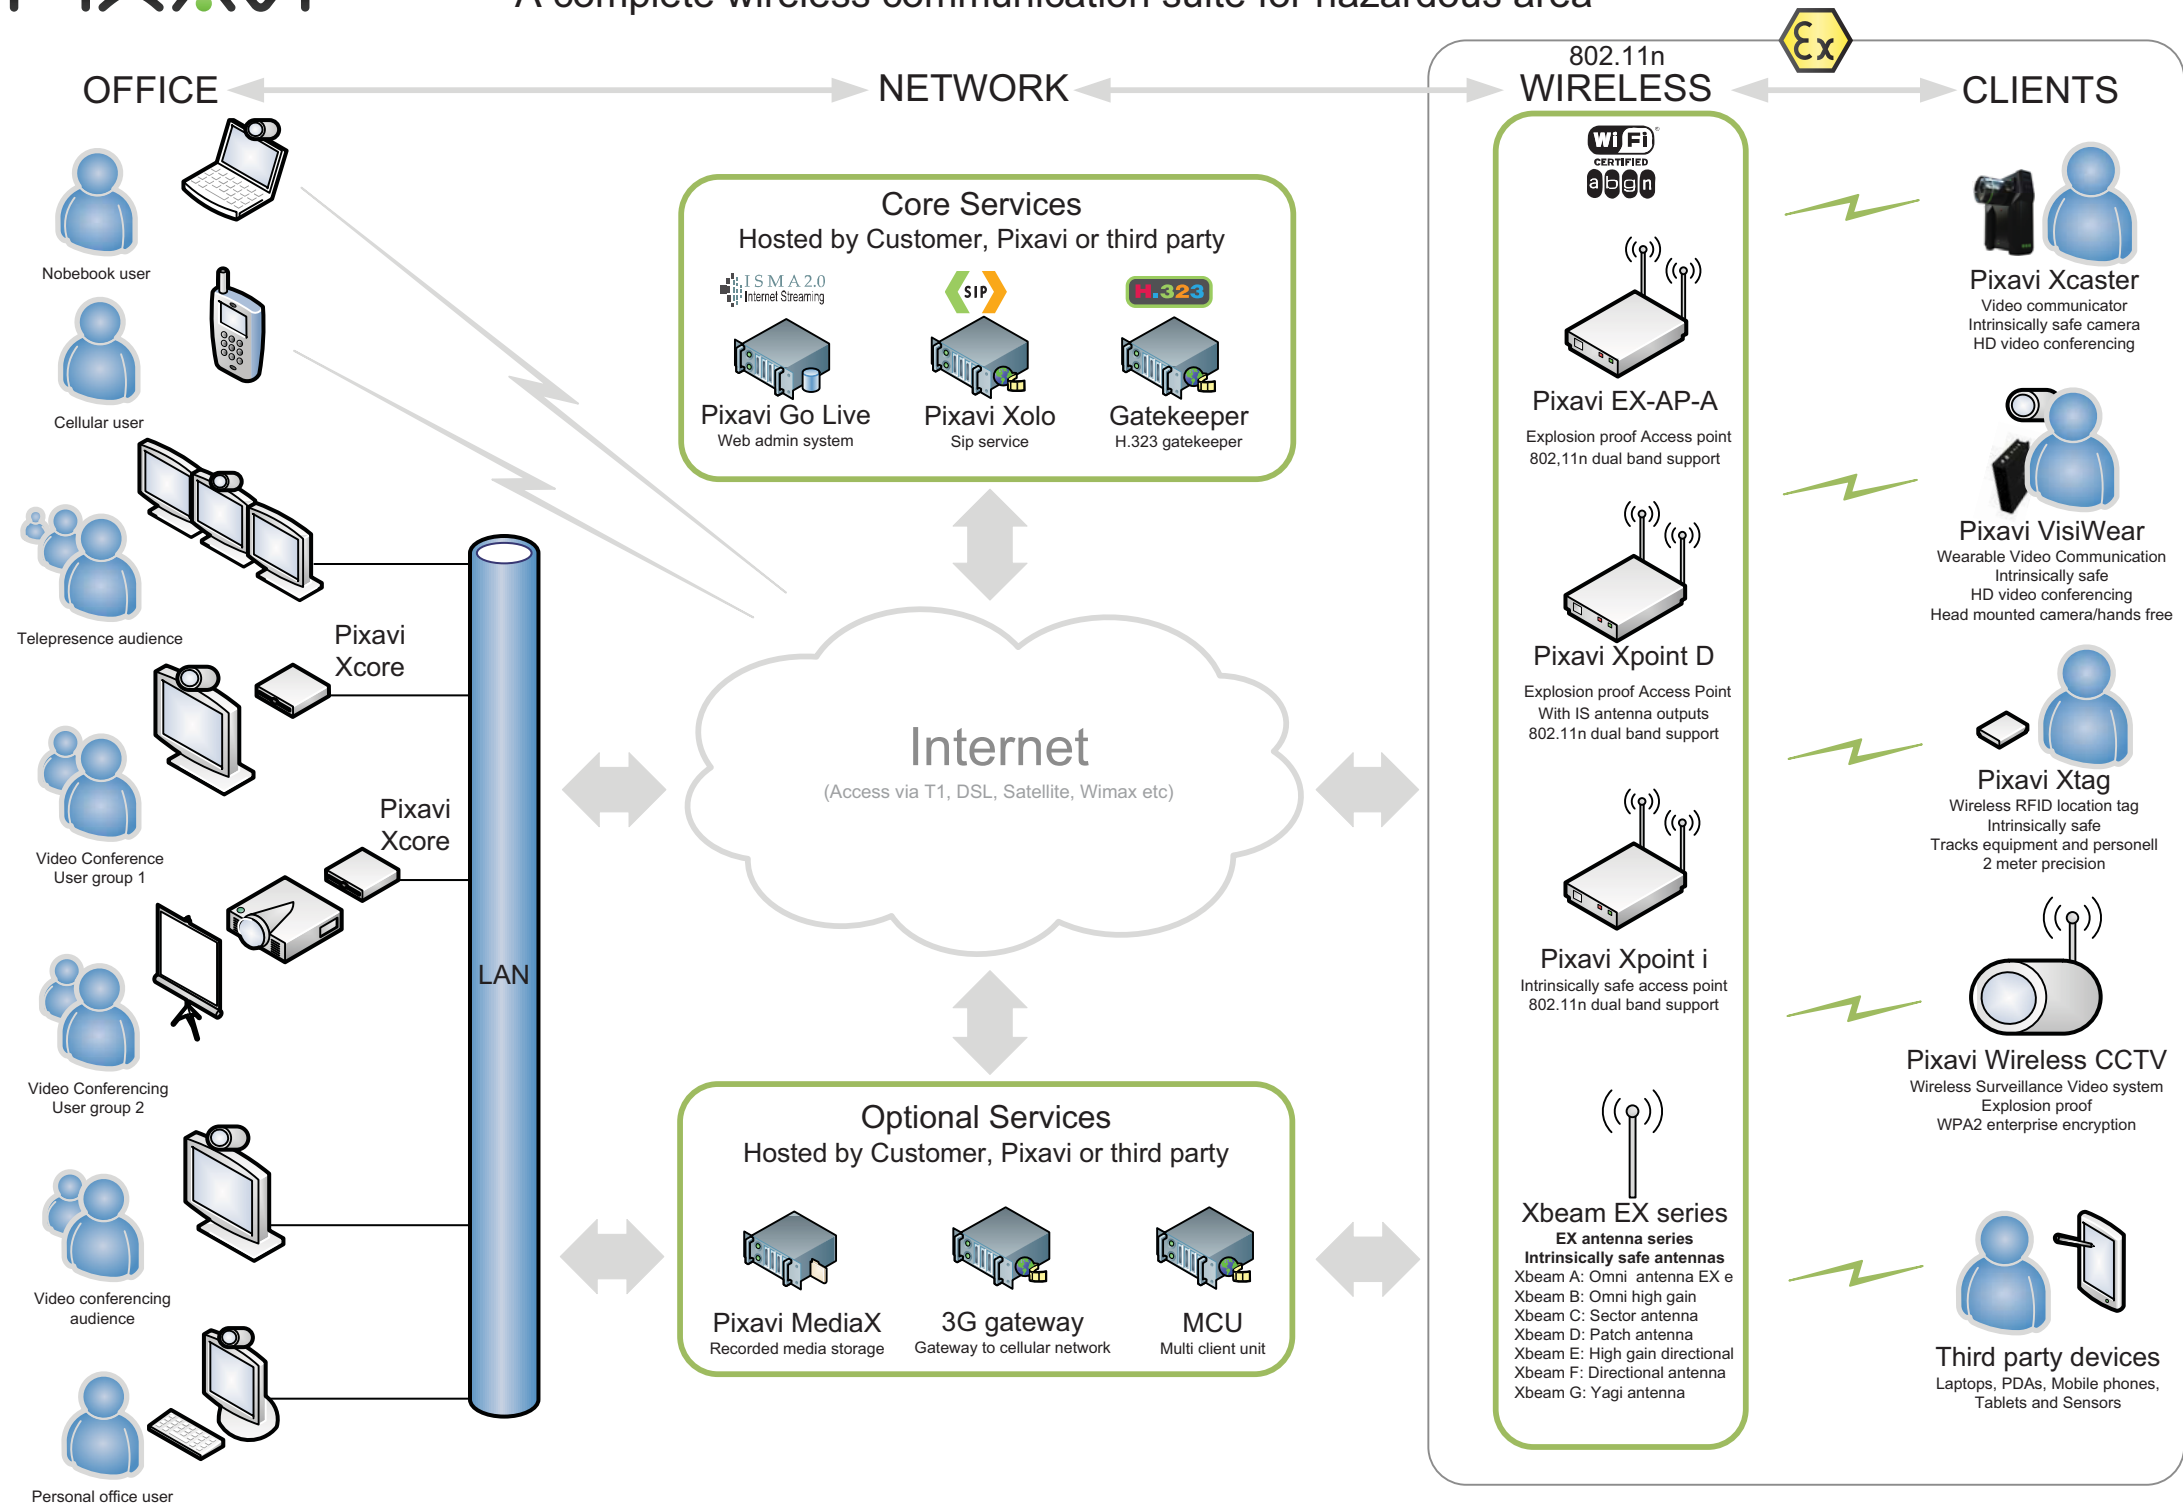 A complete wireless communication suite for hazardous area
OFFICE
NETWORK
802.11n
WIRELESS
Ex
CLIENTS
Nobebook user
Cellular user
Telepresence audience
Pixavi
Xcore
Video Conference
User group 1
Pixavi
Xcore
Video Conferencing
User group 2
Video conferencing
audience
Personal office user
LAN
Core Services
Hosted by Customer, Pixavi or third party
ISMA 2.0
Internet Streaming
SIP
H.323
Pixavi Go Live
Web admin system
Pixavi Xolo
Sip service
Gatekeeper
H.323 gatekeeper
Internet
(Access via T1, DSL, Satellite, Wimax etc)
Optional Services
Hosted by Customer, Pixavi or third party
Pixavi MediaX
Recorded media storage
3G gateway
Gateway to cellular network
MCU
Multi client unit
Wi Fi
CERTIFIED
a b g n
Pixavi EX-AP-A
Explosion proof Access point
802,11n dual band support
Pixavi Xpoint D
Explosion proof Access Point
With IS antenna outputs
802.11n dual band support
Pixavi Xpoint i
Intrinsically safe access point
802.11n dual band support
Xbeam EX series
EX antenna series
Intrinsically safe antennas
Xbeam A: Omni antenna EX e
Xbeam B: Omni high gain
Xbeam C: Sector antenna
Xbeam D: Patch antenna
Xbeam E: High gain directional
Xbeam F: Directional antenna
Xbeam G: Yagi antenna
Pixavi Xcaster
Video communicator
Intrinsically safe camera
HD video conferencing
Pixavi VisiWear
Wearable Video Communication
Intrinsically safe
HD video conferencing
Head mounted camera/hands free
Pixavi Xtag
Wireless RFID location tag
Intrinsically safe
Tracks equipment and personell
2 meter precision
Pixavi Wireless CCTV
Wireless Surveillance Video system
Explosion proof
WPA2 enterprise encryption
Third party devices
Laptops, PDAs, Mobile phones,
Tablets and Sensors